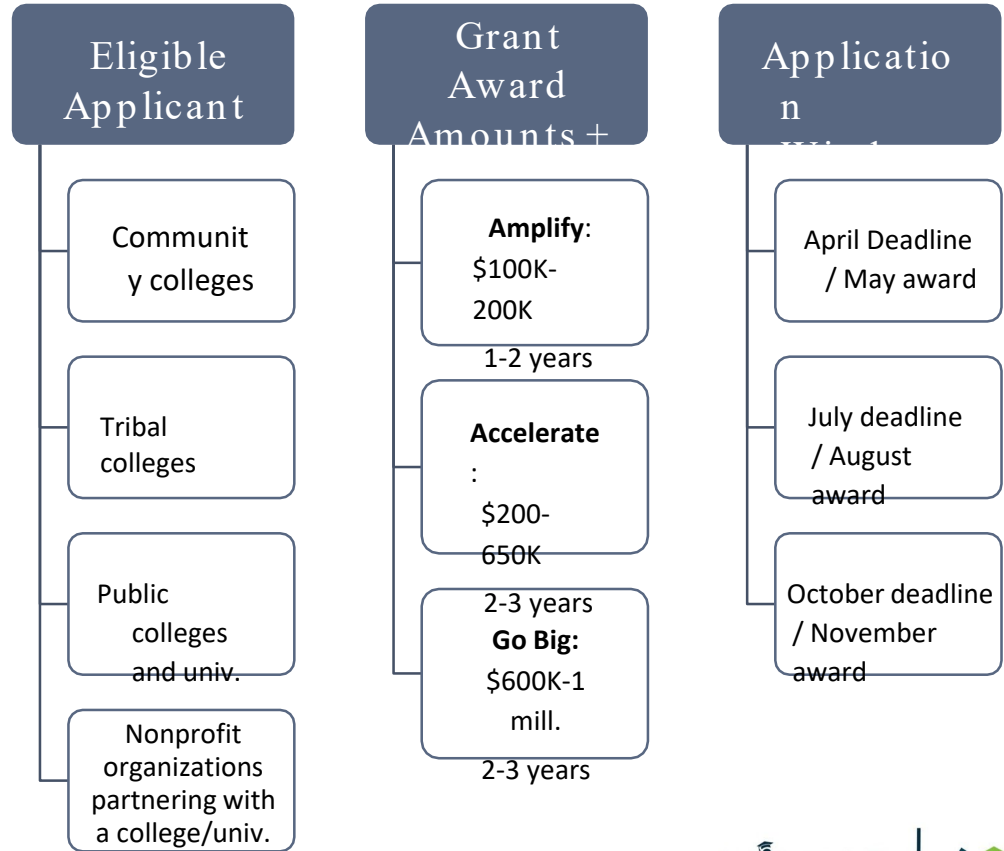 Eligible
Applicant
Communit
y colleges
Tribal
colleges
Public
colleges
and univ.
Nonprofit
organizations
partnering with
a college/univ.
Grant
Award
Amounts +
Amplify:
$100K-
200K
1-2 years
Accelerate
:
$200-
650K
2-3 years
Go Big:
$600K-1
mill.
2-3 years
Applicatio
n
April Deadline
/ May award
July deadline
/ August
award
October deadline
/ November
award